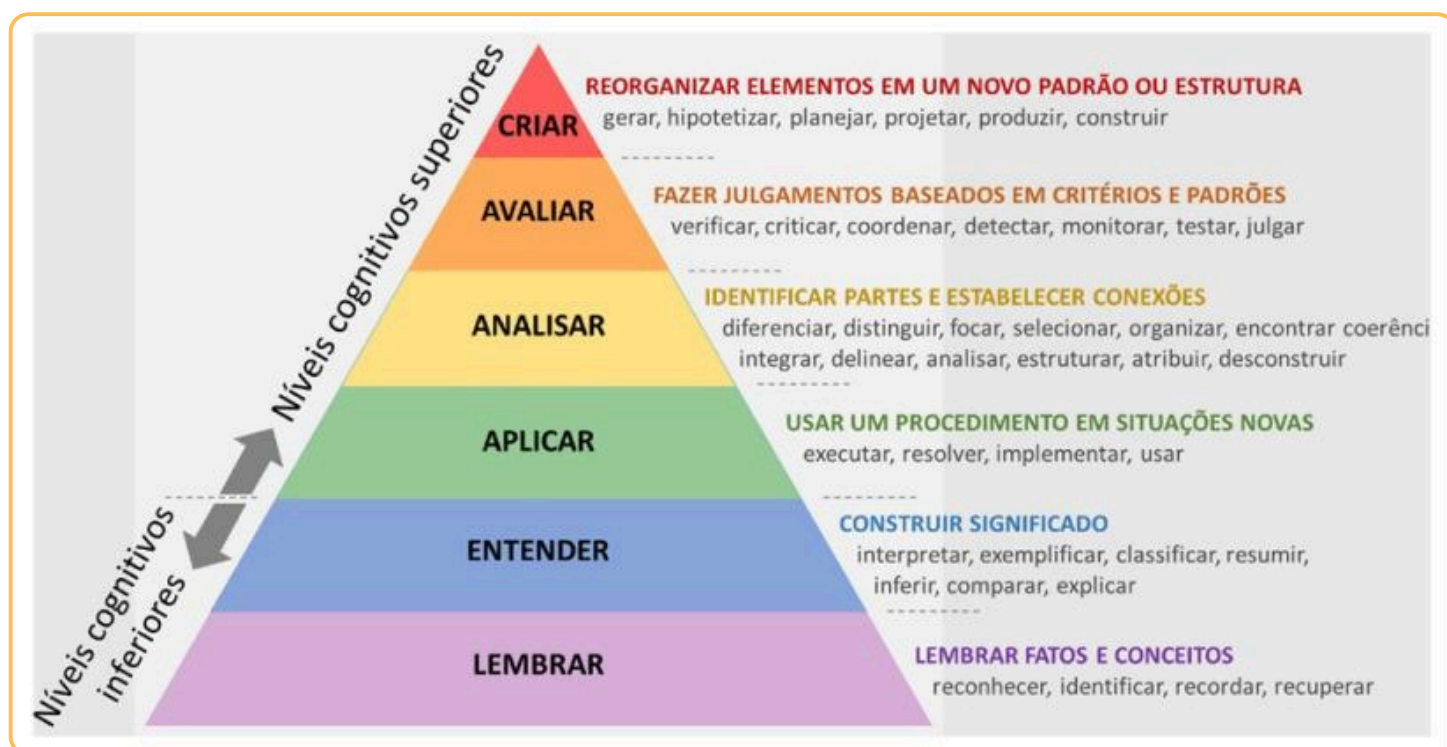 Níveis cognitivos superiores
Níveis cognitivos
inferiores
CRIAR
REORGANIZAR ELEMENTOS EM UM NOVO PADRÃO OU ESTRUTURA
gerar, hipotetizar, planejar, projetar, produzir, construir
AVALIAR
FAZER JULGAMENTOS BASEADOS EM CRITÉRIOS E PADRÕES
verificar, criticar, coordenar, detectar, monitorar, testar, julgar
ANALISAR
IDENTIFICAR PARTES E ESTABELECER CONEXÕES
diferenciar, distinguir, focar, selecionar, organizar, encontrar coerênci
integrar, delinear, analisar, estruturar, atribuir, desconstruir
APLICAR
USAR UM PROCEDIMENTO EM SITUAÇÕES NOVAS
executar, resolver, implementar, usar
ENTENDER
CONSTRUIR SIGNIFICADO
interpretar, exemplificar, classificar, resumir,
inferir, comparar, explicar
LEMBRAR
LEMBRAR FATOS E CONCEITOS
reconhecer, identificar, recordar, recuperar